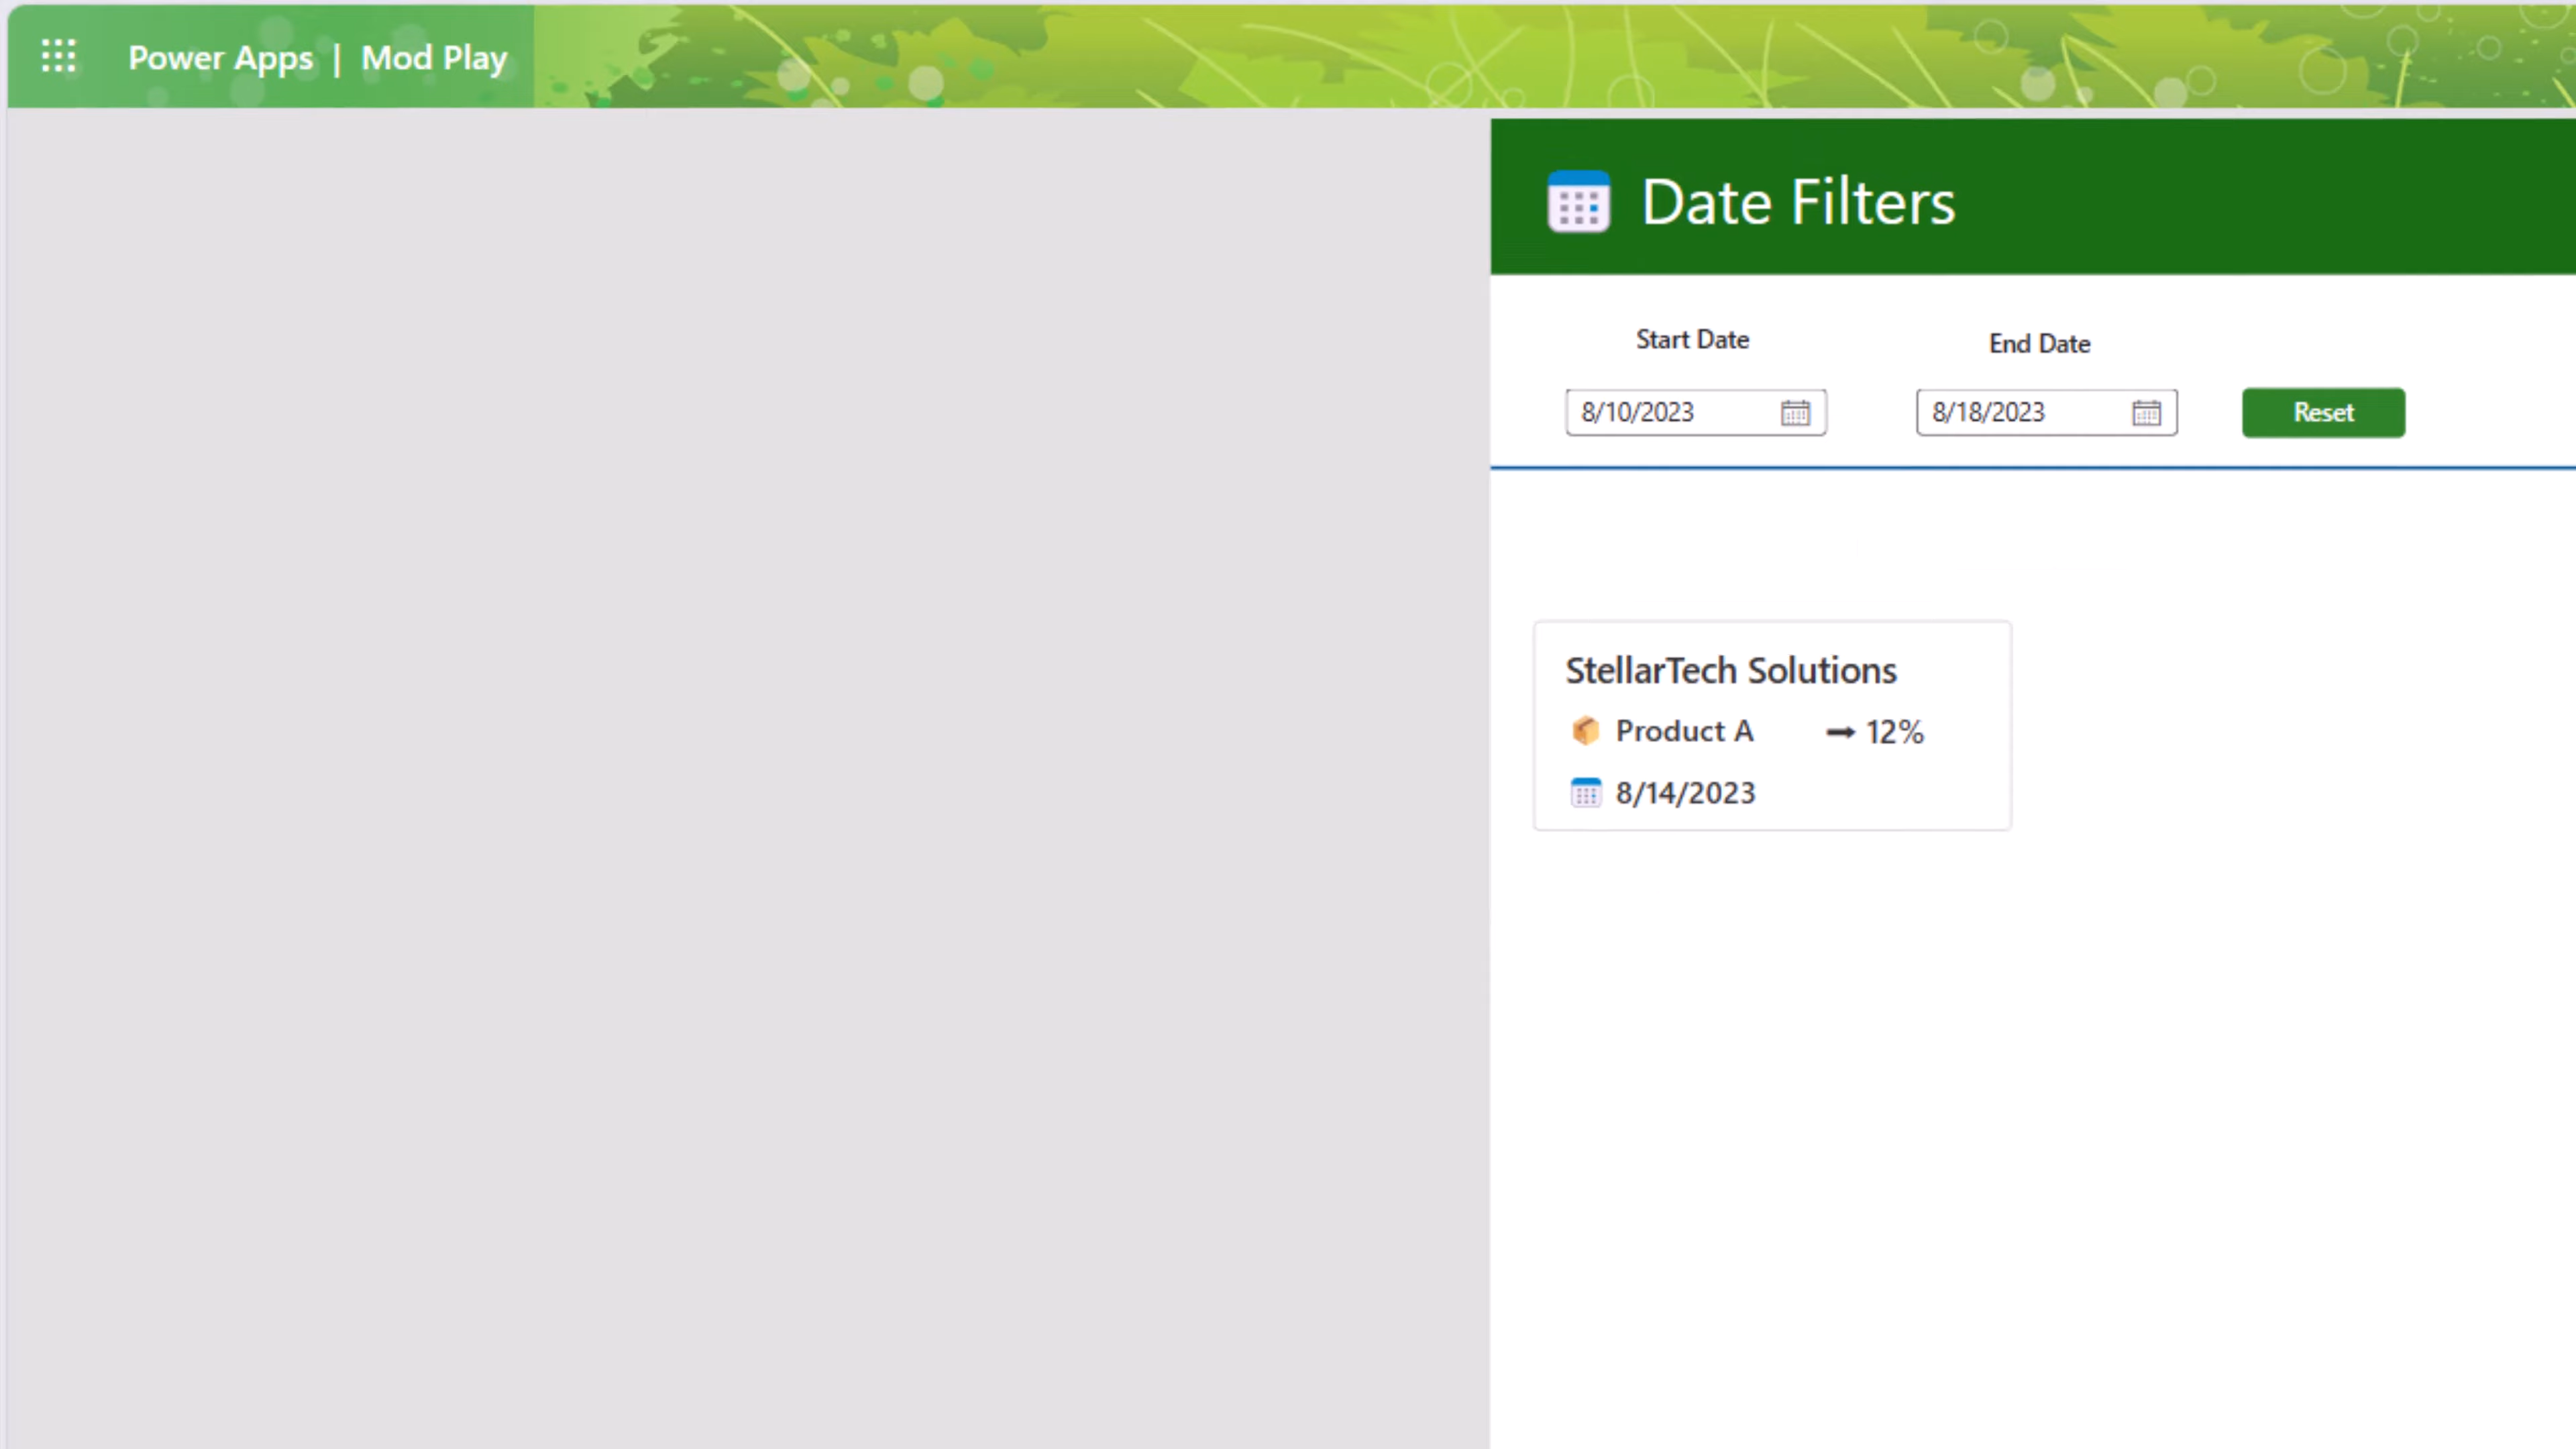 Power Apps | Mod Play
Date Filters
Start Date
End Date
8/10/2023
8/18/2023
Reset
StellarTech Solutions
Product A
➞ 12%
8/14/2023